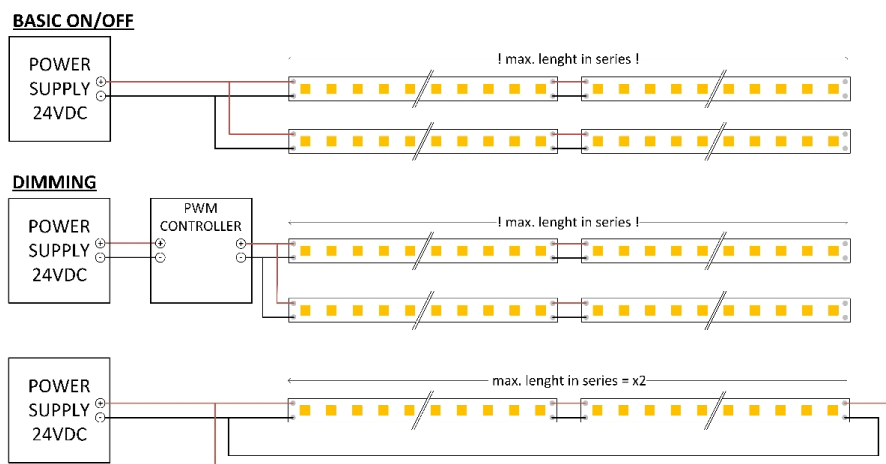 BASIC ON/OFF
POWER
SUPPLY
24VDC
+
-
! max. lenght in series !
DIMMING
POWER
SUPPLY
24VDC
+
-
PWM
CONTROLLER
+
-
+
-
! max. lenght in series !
POWER
SUPPLY
24VDC
+
-
max. lenght in series = x2